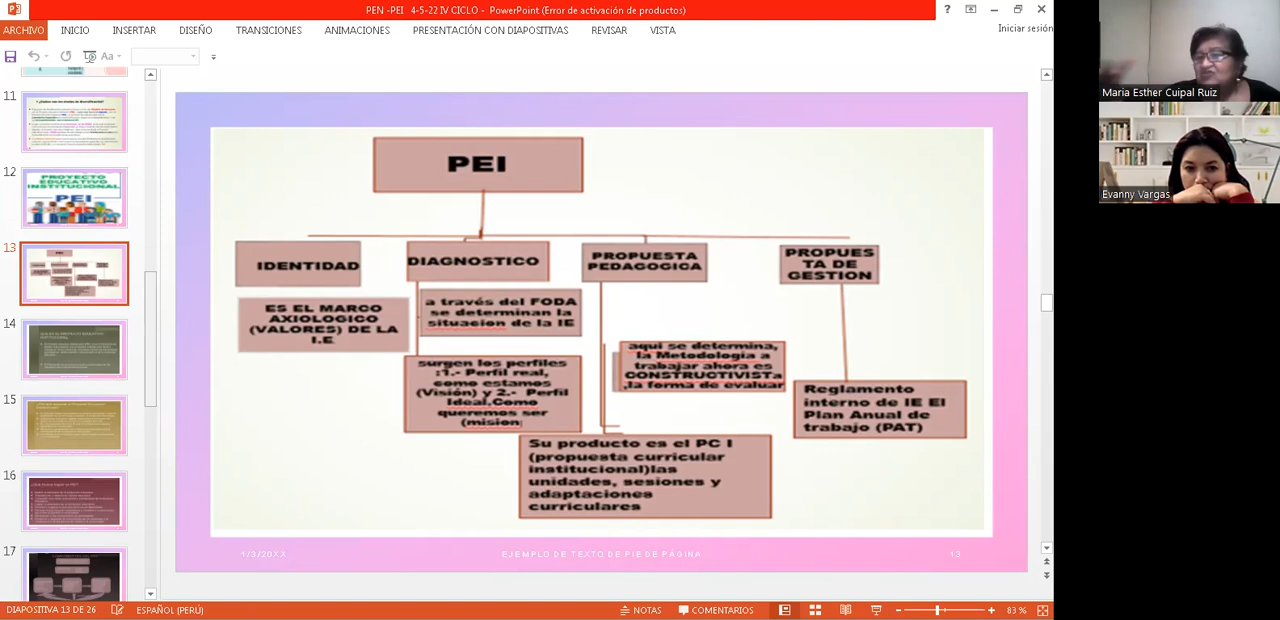 PEN -PEI 4-5-22 IV CICLO - PowerPoint (Error de activación de productos)
ARCHIVO INICIO INSERTAR DISEÑO TRANSICIONES ANIMACIONES PRESENTACIÓN CON DIAPOSITIVAS REVISAR VISTA
Iniciar sesión
Aa
11
12
PROYECTO
EDUCATIVO
INSTITUCIONAL
PEI
13
14
15
16
17
PEI
IDENTIDAD
DIAGNOSTICO
PROPUESTA
PEDAGOGICA
PROPUES
TA DE
GESTION
ES EL MARCO
AXIOLOGICO
(VALORES) DE LA
I.E
a través del FODA
se determinan la
situacion de la IE
surgen los perfiles
:1.- Perfil real,
como estamos
(Visión) y 2.- Perfil
Ideal,Como
queremos ser
(mision)
aqui se determina,
la Metodologia a
trabajar ahora es
CONSTRUCTIVISTa
,la forma de evaluar
Su producto es el PC I
(propuesta curricular
institucional)las
unidades, sesiones y
adaptaciones
curriculares
Reglamento
interno de IE El
Plan Anual de
trabajo (PAT)
1/3/20XX
EJEMPLO DE TEXTO DE PIE DE PÁGINA
13
DIAPOSITIVA 13 DE 26
ESPAÑOL (PERÚ)
NOTAS
COMENTARIOS
83 %
Maria Esther Cuipal Ruiz
Evanny Vargas